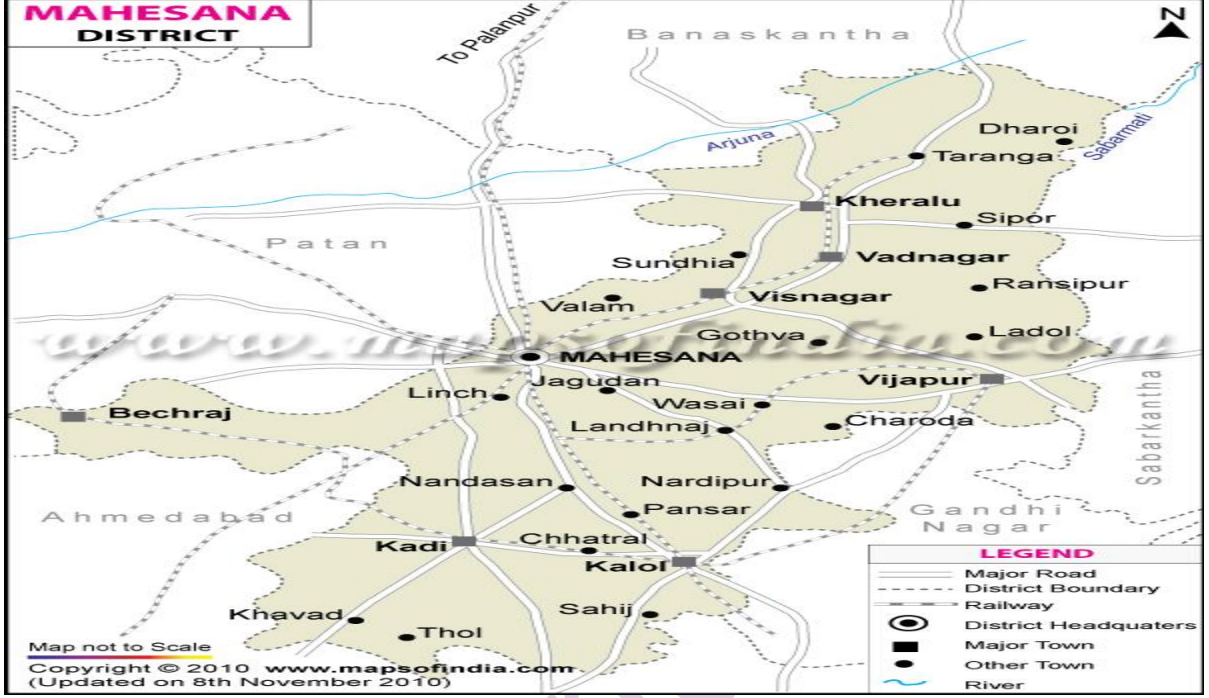 MAHESANA
DISTRICT
To Palanpur
Banaskantha
N
Arjuna
Dharoi
Sabarmati
Taranga
Kheralu
Sipor
Patan
Sundhia
Vadnagar
Ransipur
Valam
Visnagar
Gothva
Ladol
www.mapsofindia.com
MAHESANA
Jagudan
Vijapur
Linch
Wasai
Bechraj
Landhnaj
Charoda
Sabarkantha
Nandasan
Nardipur
Ahmedabad
Pansar
Gandhi
Nagar
Kadi
Chhatral
Kalol
Khavad
Sahij
Thol
LEGEND
Major Road
District Boundary
Railway
District Headquaters
Major Town
Other Town
River
Map not to Scale
Copyright © 2010 www.mapsofindia.com
(Updated on 8th November 2010)